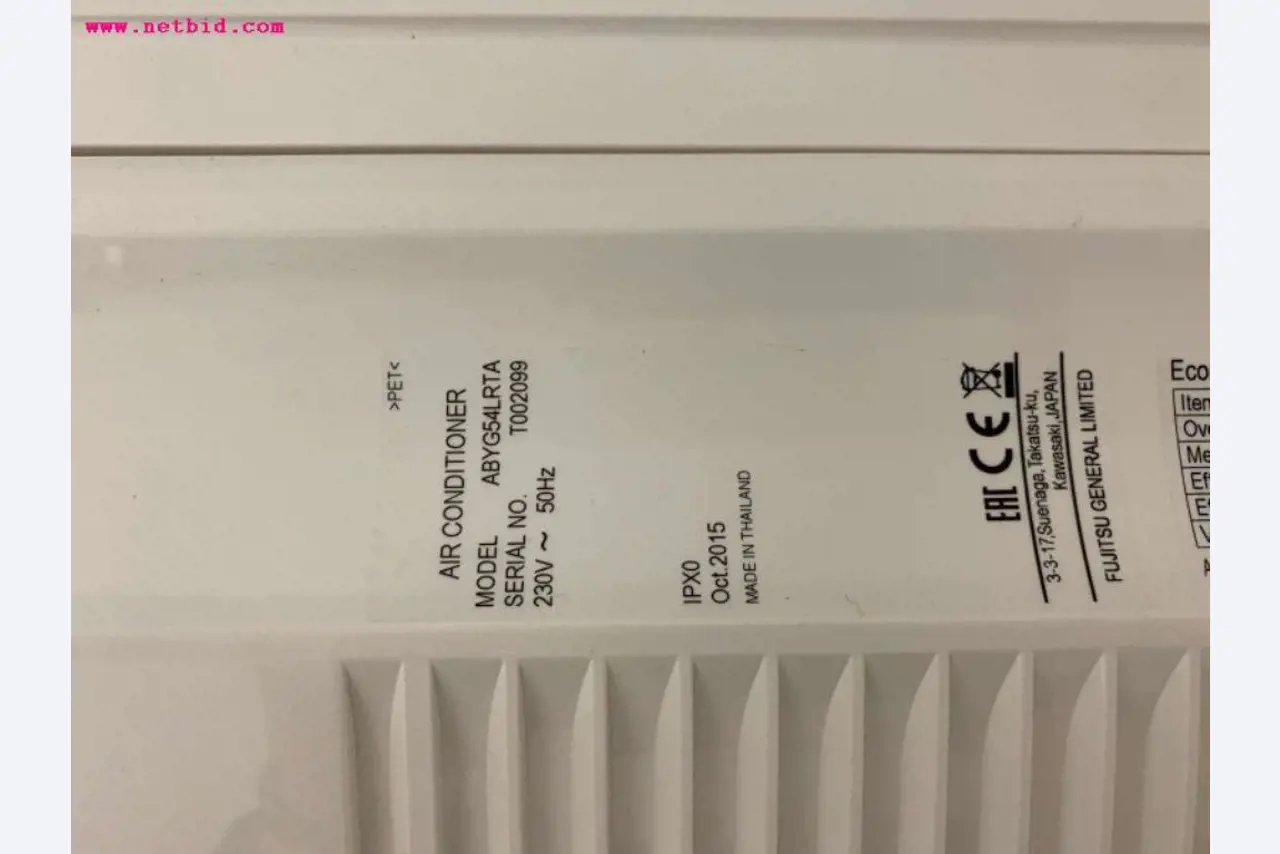 www.netbid.com
>PET<
AIR CONDITIONER
MODEL ABYG54LRTA
SERIAL NO. T002099
230V ~ 50Hz
IPX0
Oct.2015
MADE IN THAILAND
EAC CE
3-3-17,Suenaga,Takatsu-ku,
Kawasaki,JAPAN
FUJITSU GENERAL LIMITED
Eco